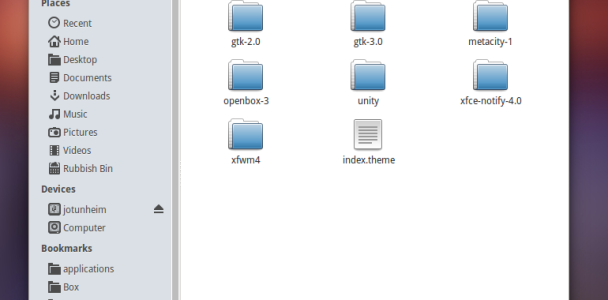 Places
Recent
Home
Desktop
Documents
Downloads
Music
Pictures
Videos
Rubbish Bin
Devices
jotunheim
Computer
Bookmarks
applications
Box
gtk-2.0
gtk-3.0
metacity-1
openbox-3
unity
xfce-notify-4.0
xfwm4
index.theme